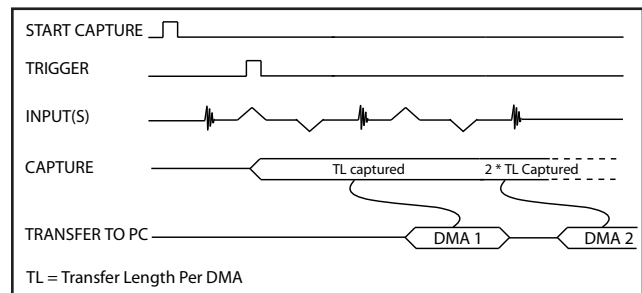 START CAPTURE
TRIGGER
INPUT(S)
CAPTURE
TL captured
2 * TL Captured
TRANSFER TO PC
DMA 1
DMA 2
TL = Transfer Length Per DMA